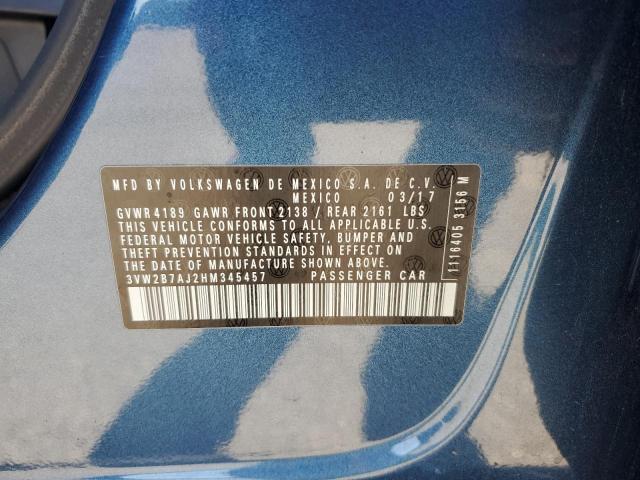 MFD BY VOLKSWAGEN DE MEXICO S.A. DE C.V.
MEXICO 03/17
GVWR 4189 GAWR FRONT 2138 / REAR 2161 LBS
THIS VEHICLE CONFORMS TO ALL APPLICABLE U.S.
FEDERAL MOTOR VEHICLE SAFETY, BUMPER AND
THEFT PREVENTION STANDARDS IN EFFECT ON
THE DATE OF MANUFACTURE SHOWN ABOVE.
3VW2B7AJ2HM345457 PASSENGER CAR
1116405 3156 M